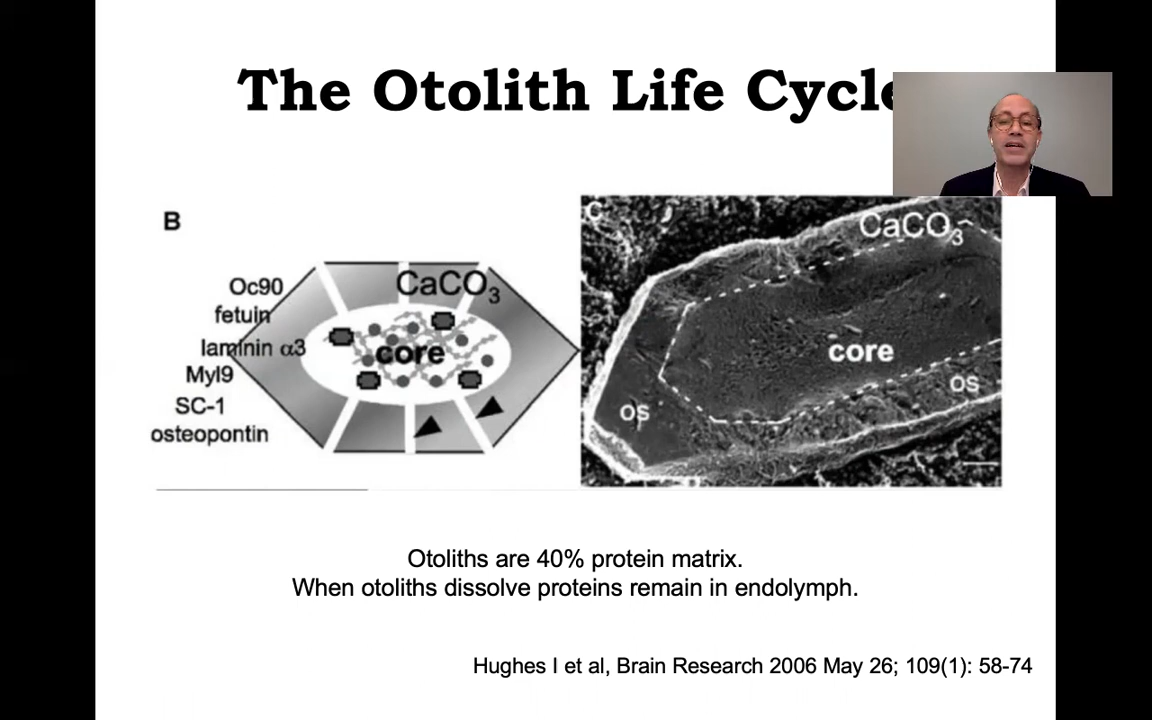 The Otolith Life Cycle
B
Oc90
fetuin
laminin α3
Myl9
SC-1
osteopontin
CaCO3
core
C
CaCO3
core
os
os
Otoliths are 40% protein matrix.
When otoliths dissolve proteins remain in endolymph.
Hughes I et al, Brain Research 2006 May 26; 109(1): 58-74